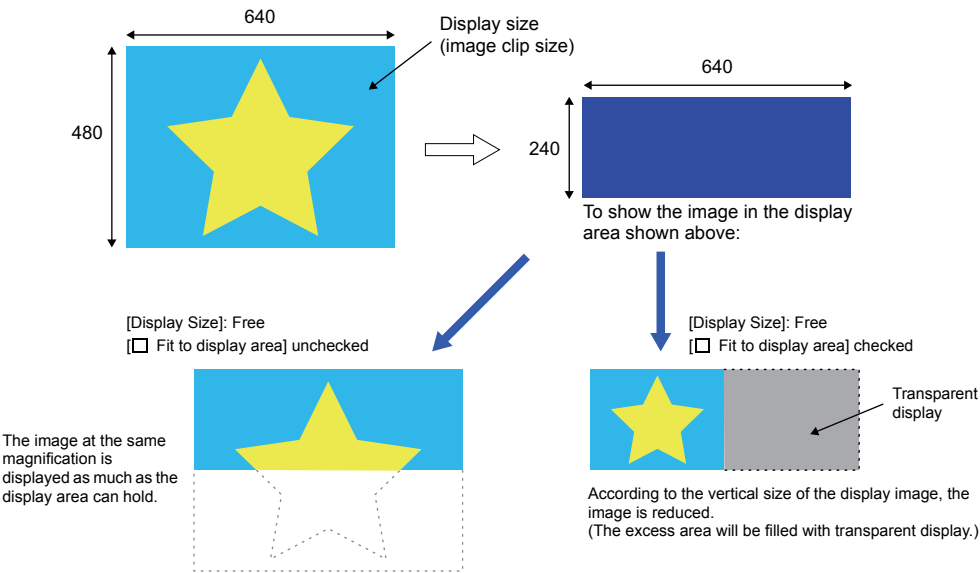 640
Display size
(image clip size)
480
640
240
To show the image in the display
area shown above:
[Display Size]: Free
[☐ Fit to display area] unchecked
[Display Size]: Free
[☐ Fit to display area] checked
The image at the same
magnification is
displayed as much as the
display area can hold.
Transparent
display
According to the vertical size of the display image, the
image is reduced.
(The excess area will be filled with transparent display.)